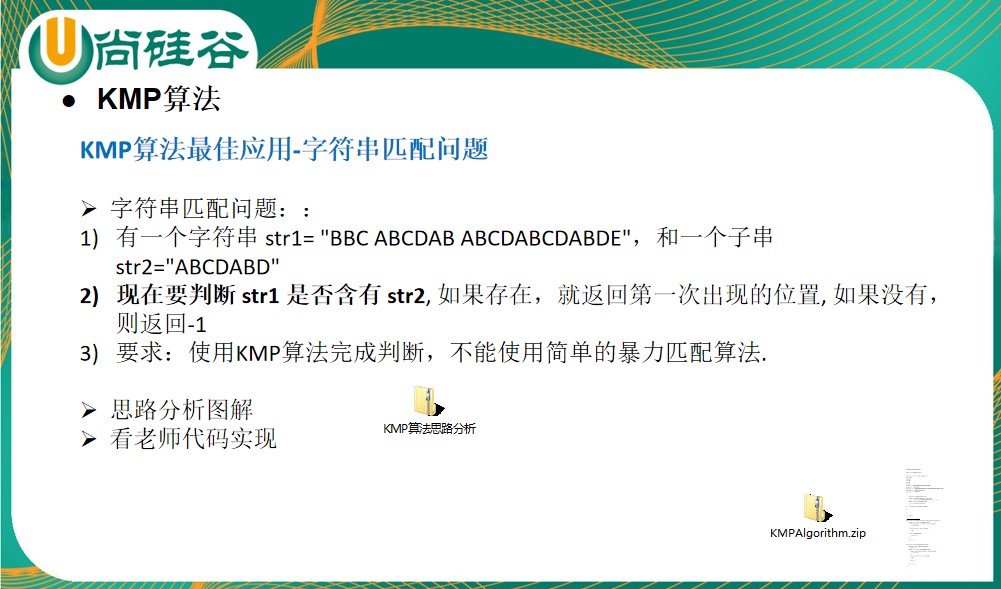 尚硅谷
● KMP算法
KMP算法最佳应用-字符串匹配问题
➢ 字符串匹配问题：：
1) 有一个字符串 str1= "BBC ABCDAB ABCDABCDABDE"，和一个子串
str2="ABCDABD"
2) 现在要判断 str1 是否含有 str2, 如果存在，就返回第一次出现的位置, 如果没有，
则返回-1
3) 要求：使用KMP算法完成判断，不能使用简单的暴力匹配算法.
➢ 思路分析图解
➢ 看老师代码实现
KMP算法思路分析
KMPAlgorithm.zip